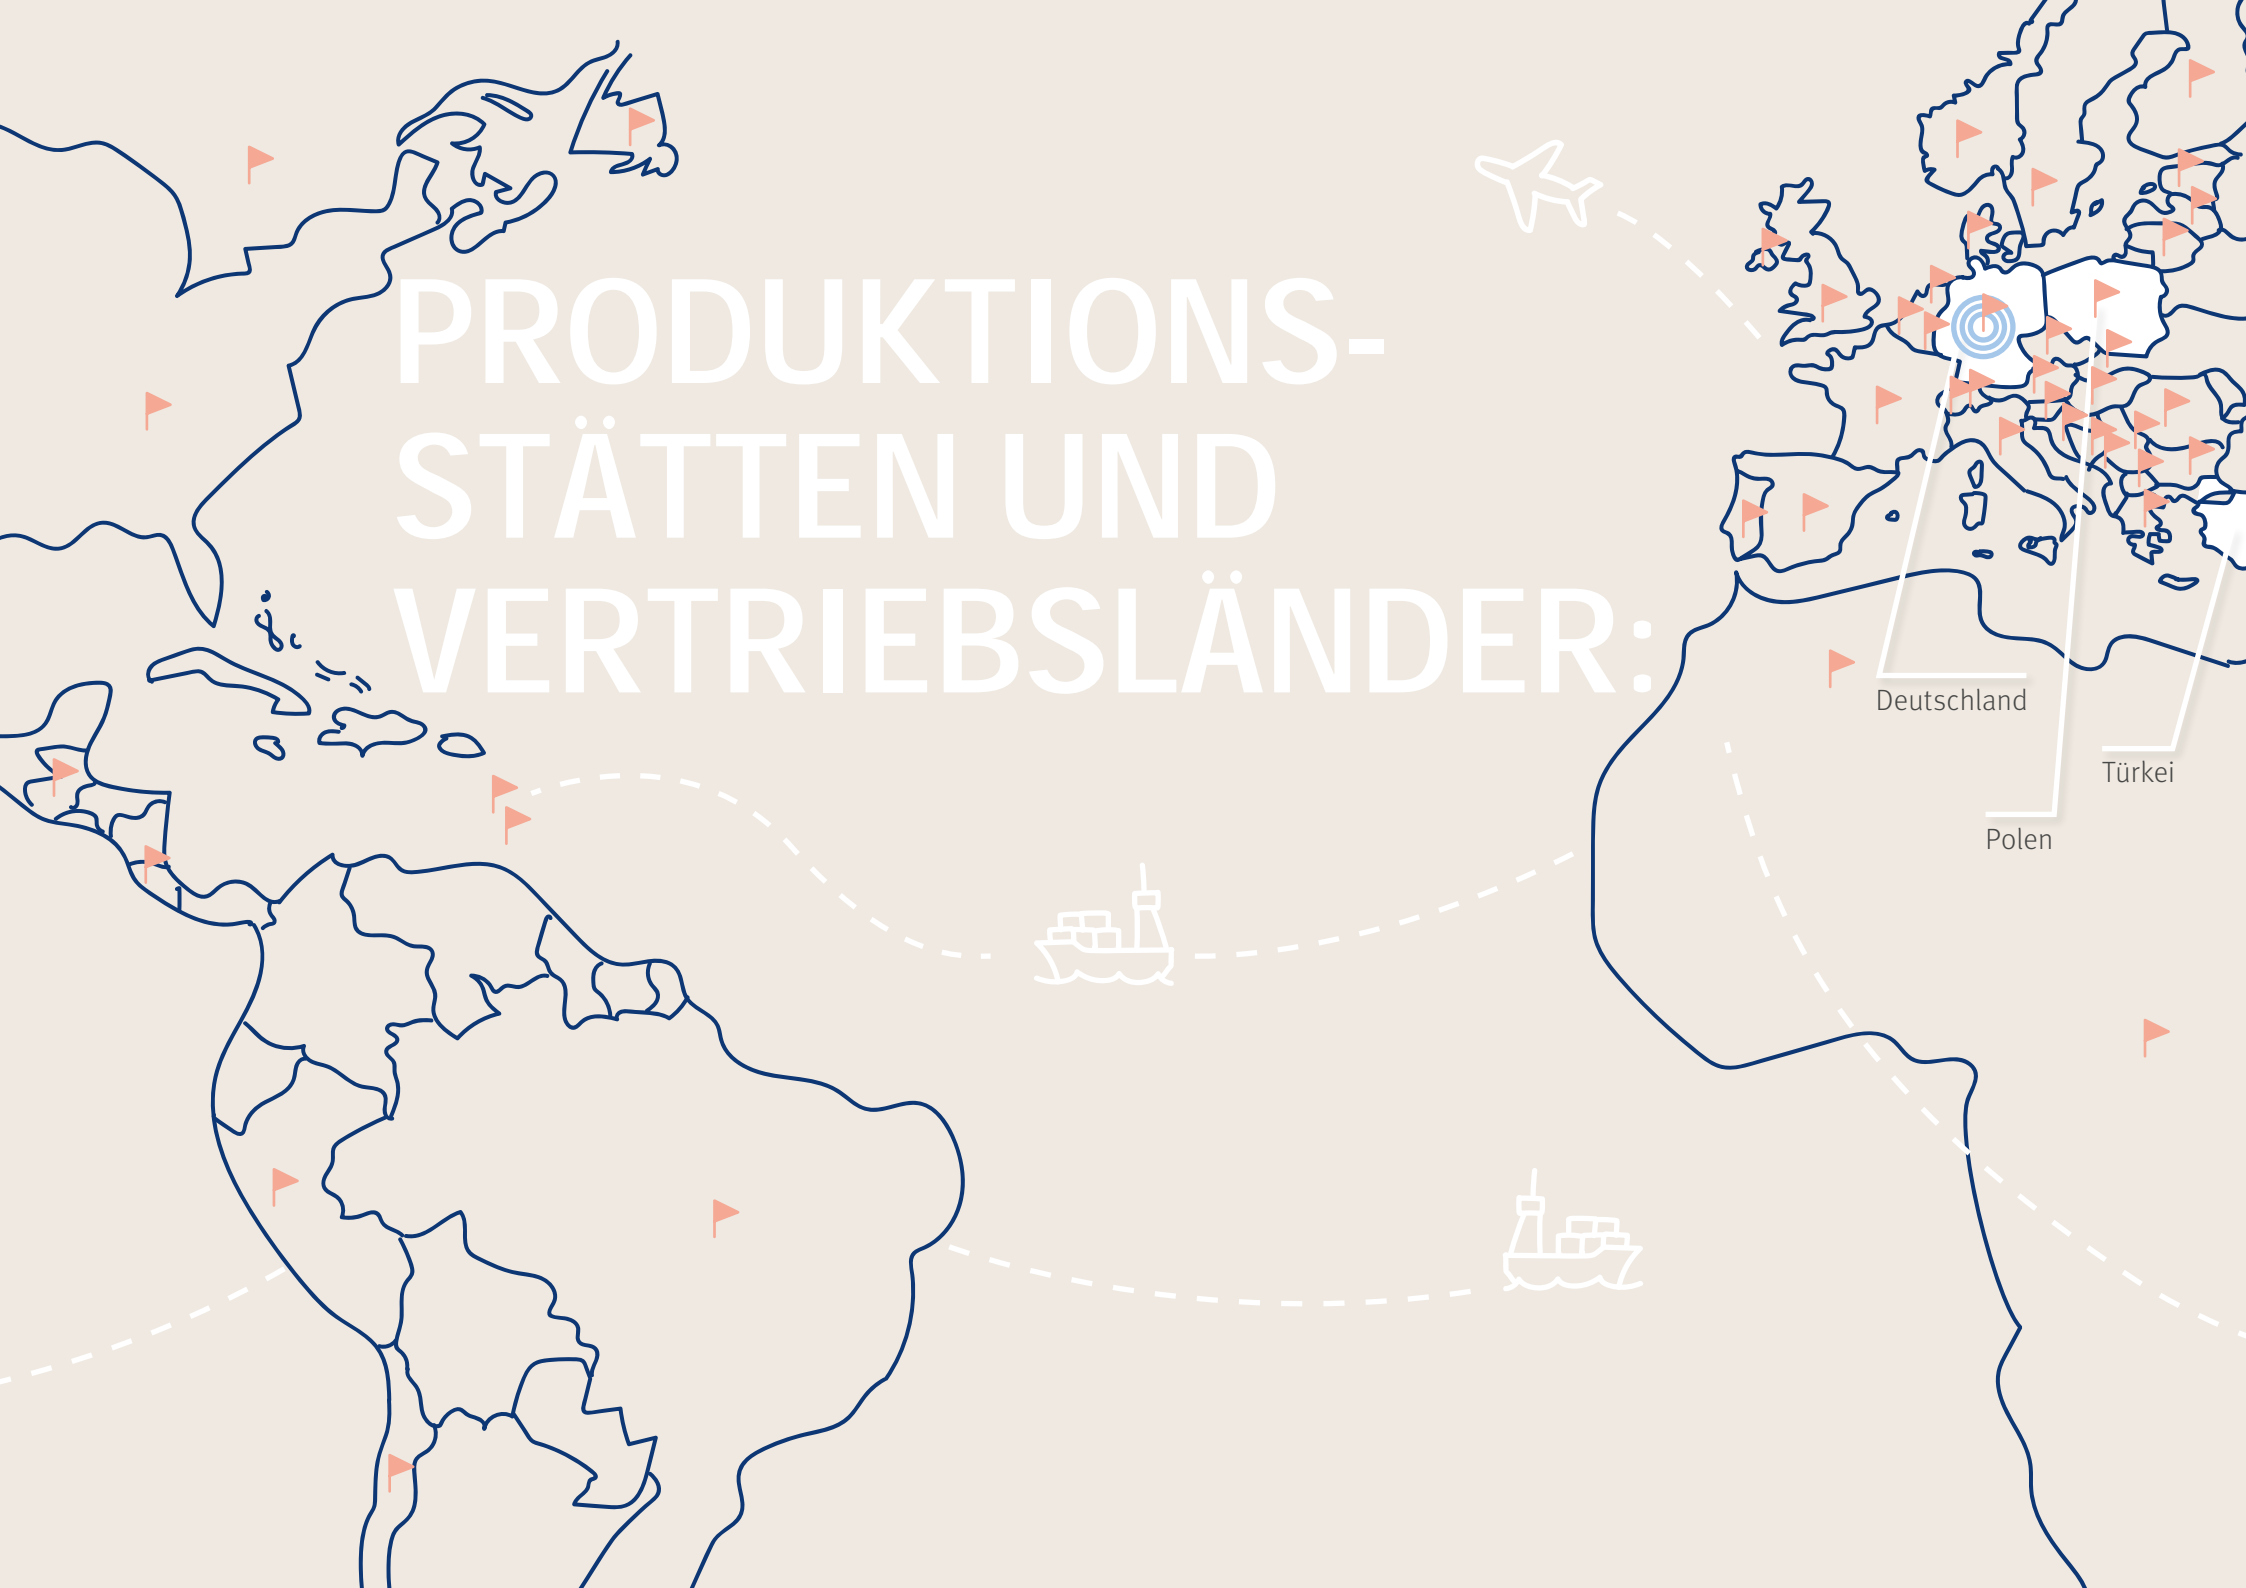 PRODUKTIONS-
STÄTTEN UND
VERTRIEBSLÄNDER:
Deutschland
Türkei
Polen